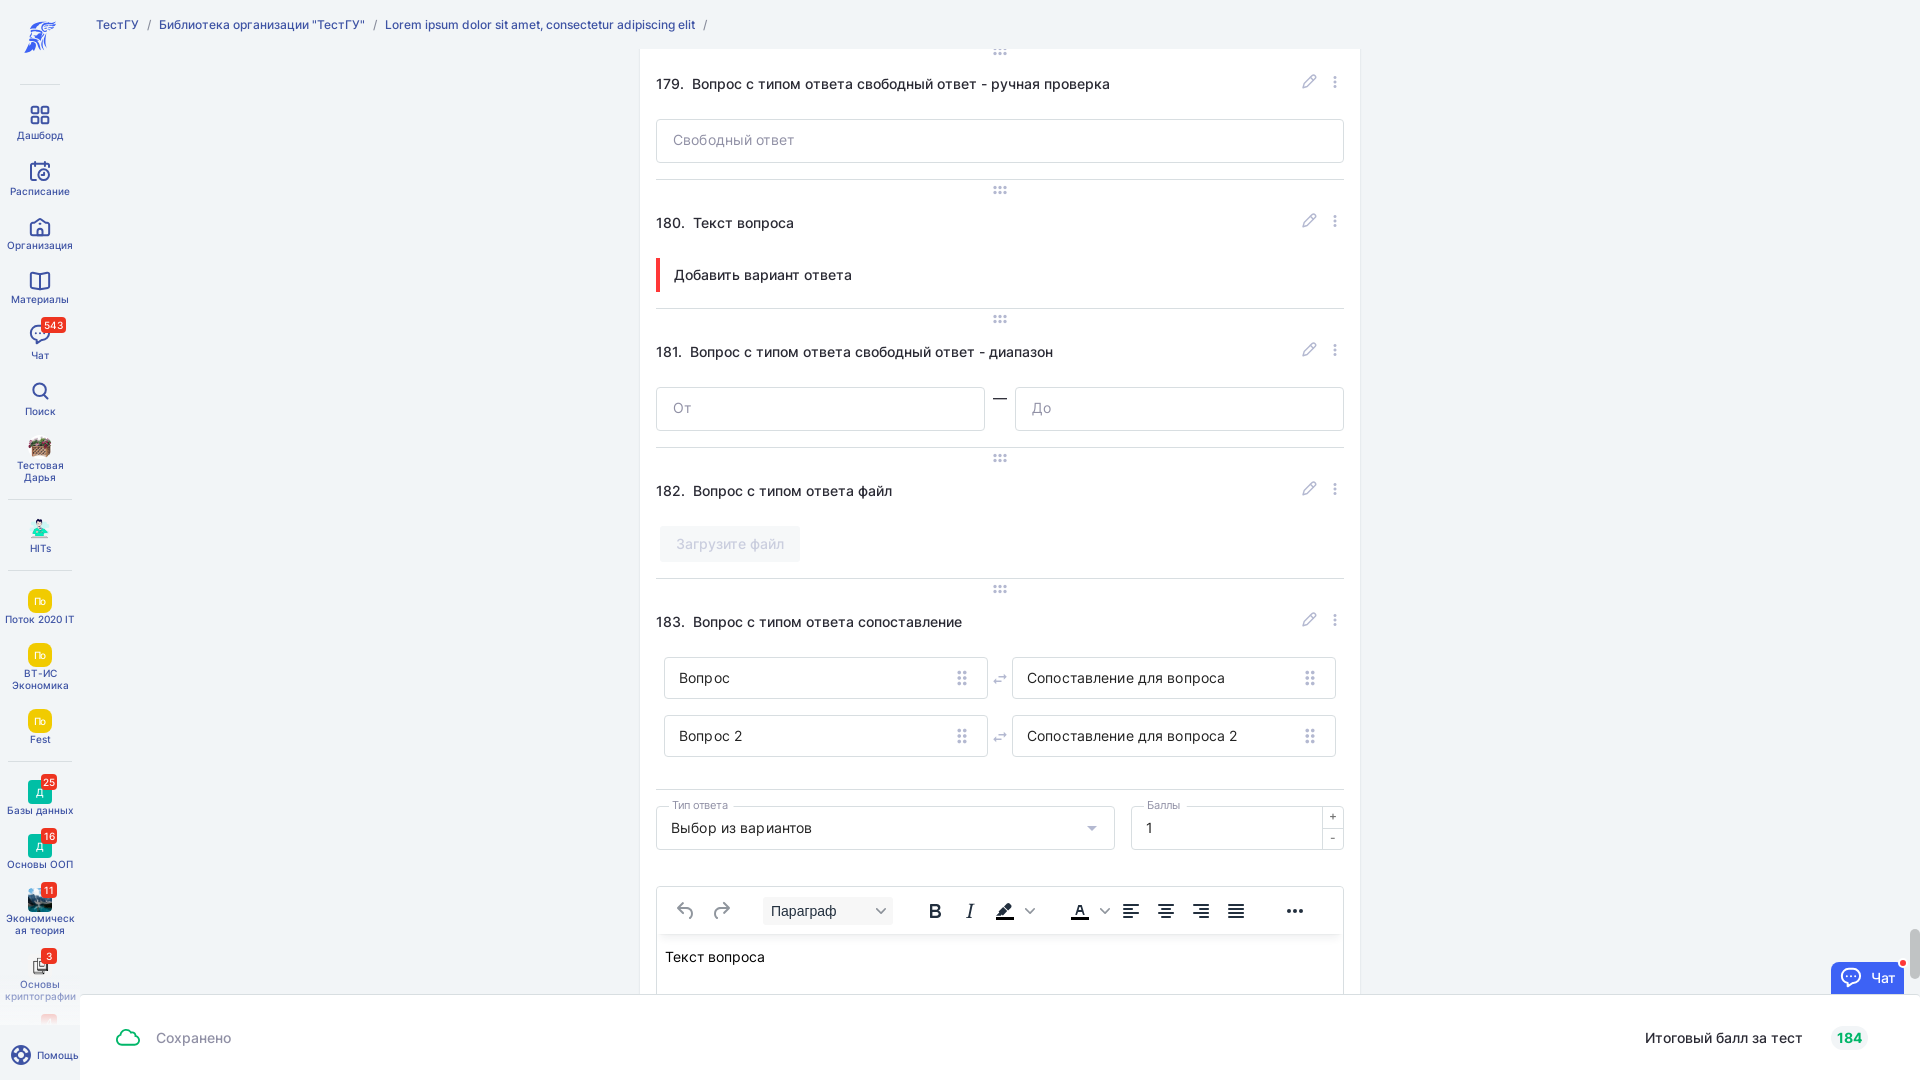 ТестГУ / Библиотека организации "ТестГУ" / Lorem ipsum dolor sit amet, consectetur adipiscing elit /
Дашборд
Расписание
Организация
Материалы
543
Чат
Поиск
Тестовая
Дарья
HITs
По
Поток 2020 IT
По
ВТ-ИС
Экономика
По
Fest
25
Д
Базы данных
16
Д
Основы ООП
11
Экономическ
ая теория
3
Основы
криптографии
Помощь
179. Вопрос с типом ответа свободный ответ - ручная проверка
Свободный ответ
180. Текст вопроса
Добавить вариант ответа
181. Вопрос с типом ответа свободный ответ - диапазон
От — До
182. Вопрос с типом ответа файл
Загрузите файл
183. Вопрос с типом ответа сопоставление
Вопрос Сопоставление для вопроса
Вопрос 2 Сопоставление для вопроса 2
Тип ответа Баллы
Выбор из вариантов 1 + -
Параграф B I A
Текст вопроса
Чат
Сохранено Итоговый балл за тест 184